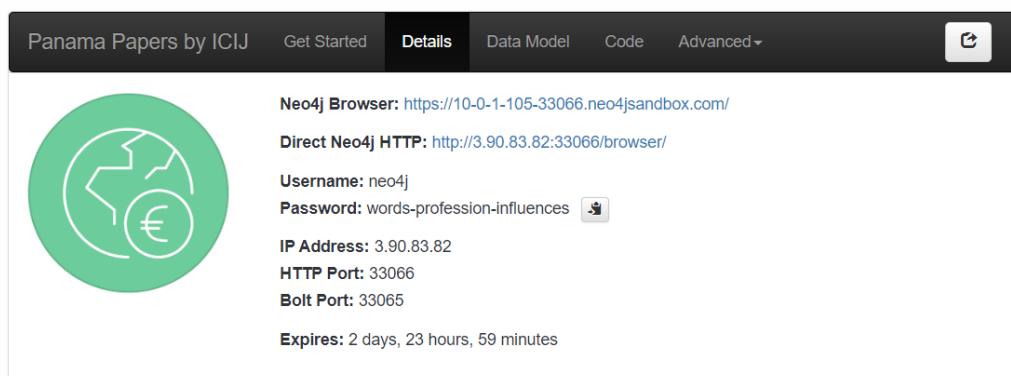 Panama Papers by ICIJ Get Started Details Data Model Code Advanced
Neo4j Browser: https://10-0-1-105-33066.neo4jsandbox.com/
Direct Neo4j HTTP: http://3.90.83.82:33066/browser/
Username: neo4j
Password: words-profession-influences
IP Address: 3.90.83.82
HTTP Port: 33066
Bolt Port: 33065
Expires: 2 days, 23 hours, 59 minutes